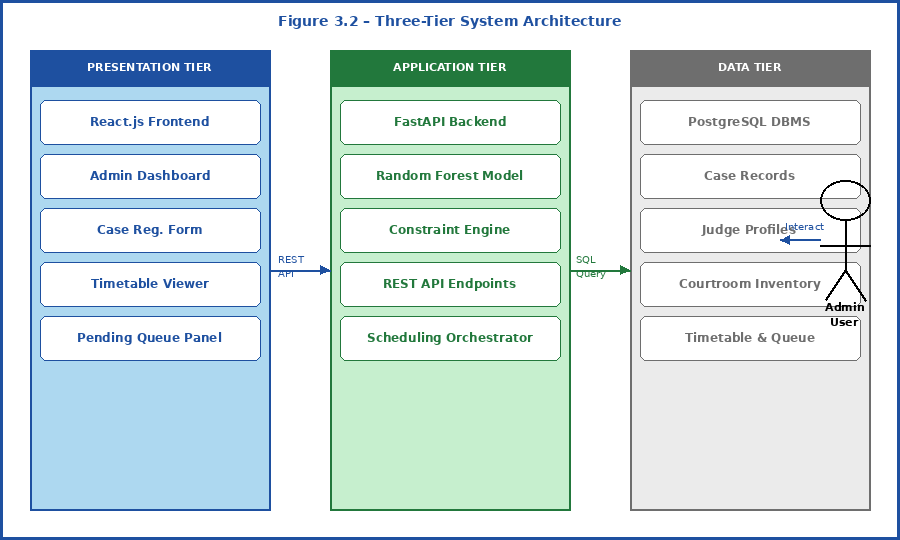 Figure 3.2 – Three-Tier System Architecture
PRESENTATION TIER
React.js Frontend
Admin Dashboard
Case Reg. Form
Timetable Viewer
Pending Queue Panel
REST
API
APPLICATION TIER
FastAPI Backend
Random Forest Model
Constraint Engine
REST API Endpoints
Scheduling Orchestrator
SQL
Query
DATA TIER
PostgreSQL DBMS
Case Records
Judge Profiles
Courtroom Inventory
Timetable & Queue
Interact
Admin
User